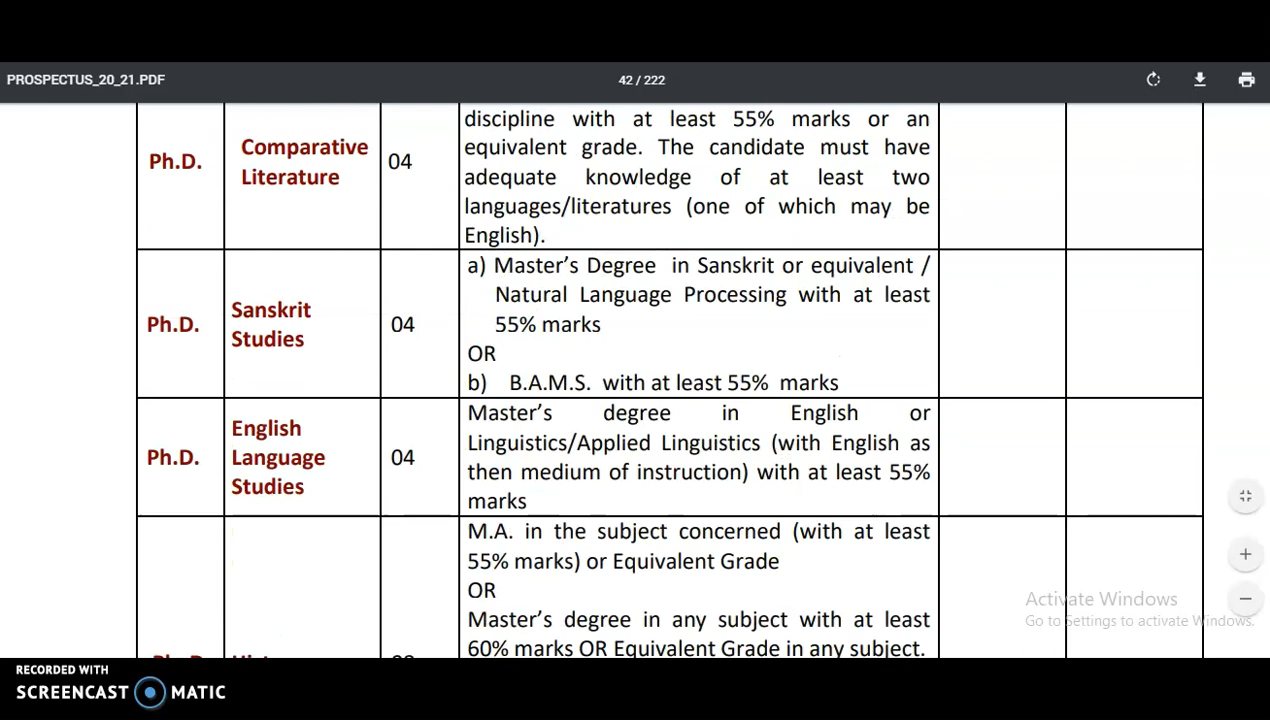 PROSPECTUS_20_21.PDF
42 / 222
Ph.D.
Comparative
Literature
04
discipline with at least 55% marks or an
equivalent grade. The candidate must have
adequate knowledge of at least two
languages/literatures (one of which may be
English).
Ph.D.
Sanskrit
Studies
04
a) Master's Degree in Sanskrit or equivalent /
Natural Language Processing with at least
55% marks
OR
b) B.A.M.S. with at least 55% marks
Ph.D.
English
Language
Studies
04
Master's degree in English or
Linguistics/Applied Linguistics (with English as
then medium of instruction) with at least 55%
marks
M.A. in the subject concerned (with at least
55% marks) or Equivalent Grade
OR
Master's degree in any subject with at least
60% marks OR Equivalent Grade in any subject.
Activate Windows
Go to Settings to activate Windows.
RECORDED WITH
SCREENCAST MATIC